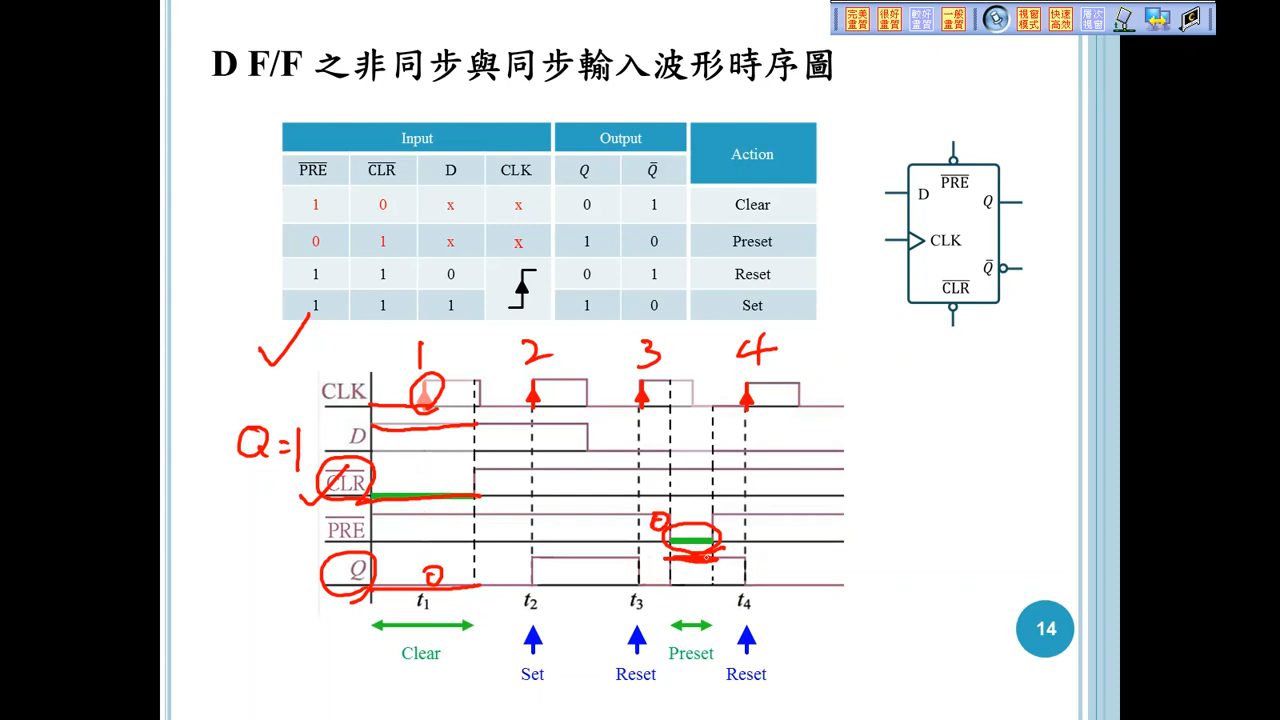 完美畫質 很好畫質 較好畫質 一般畫質 視窗模式 快速高效 層次視窗
D F/F 之非同步與同步輸入波形時序圖
Input Output Action
PRE CLR D CLK Q Q̄
1 0 x x 0 1 Clear
0 1 x x 1 0 Preset
1 1 0 0 1 Reset
1 1 1 1 0 Set
PRE
D Q
CLK
Q̄
CLR
1 2 3 4
CLK
Q=1
D
CLR
0
PRE
Q
0
t1 t2 t3 t4
Clear Set Reset Preset Reset
14